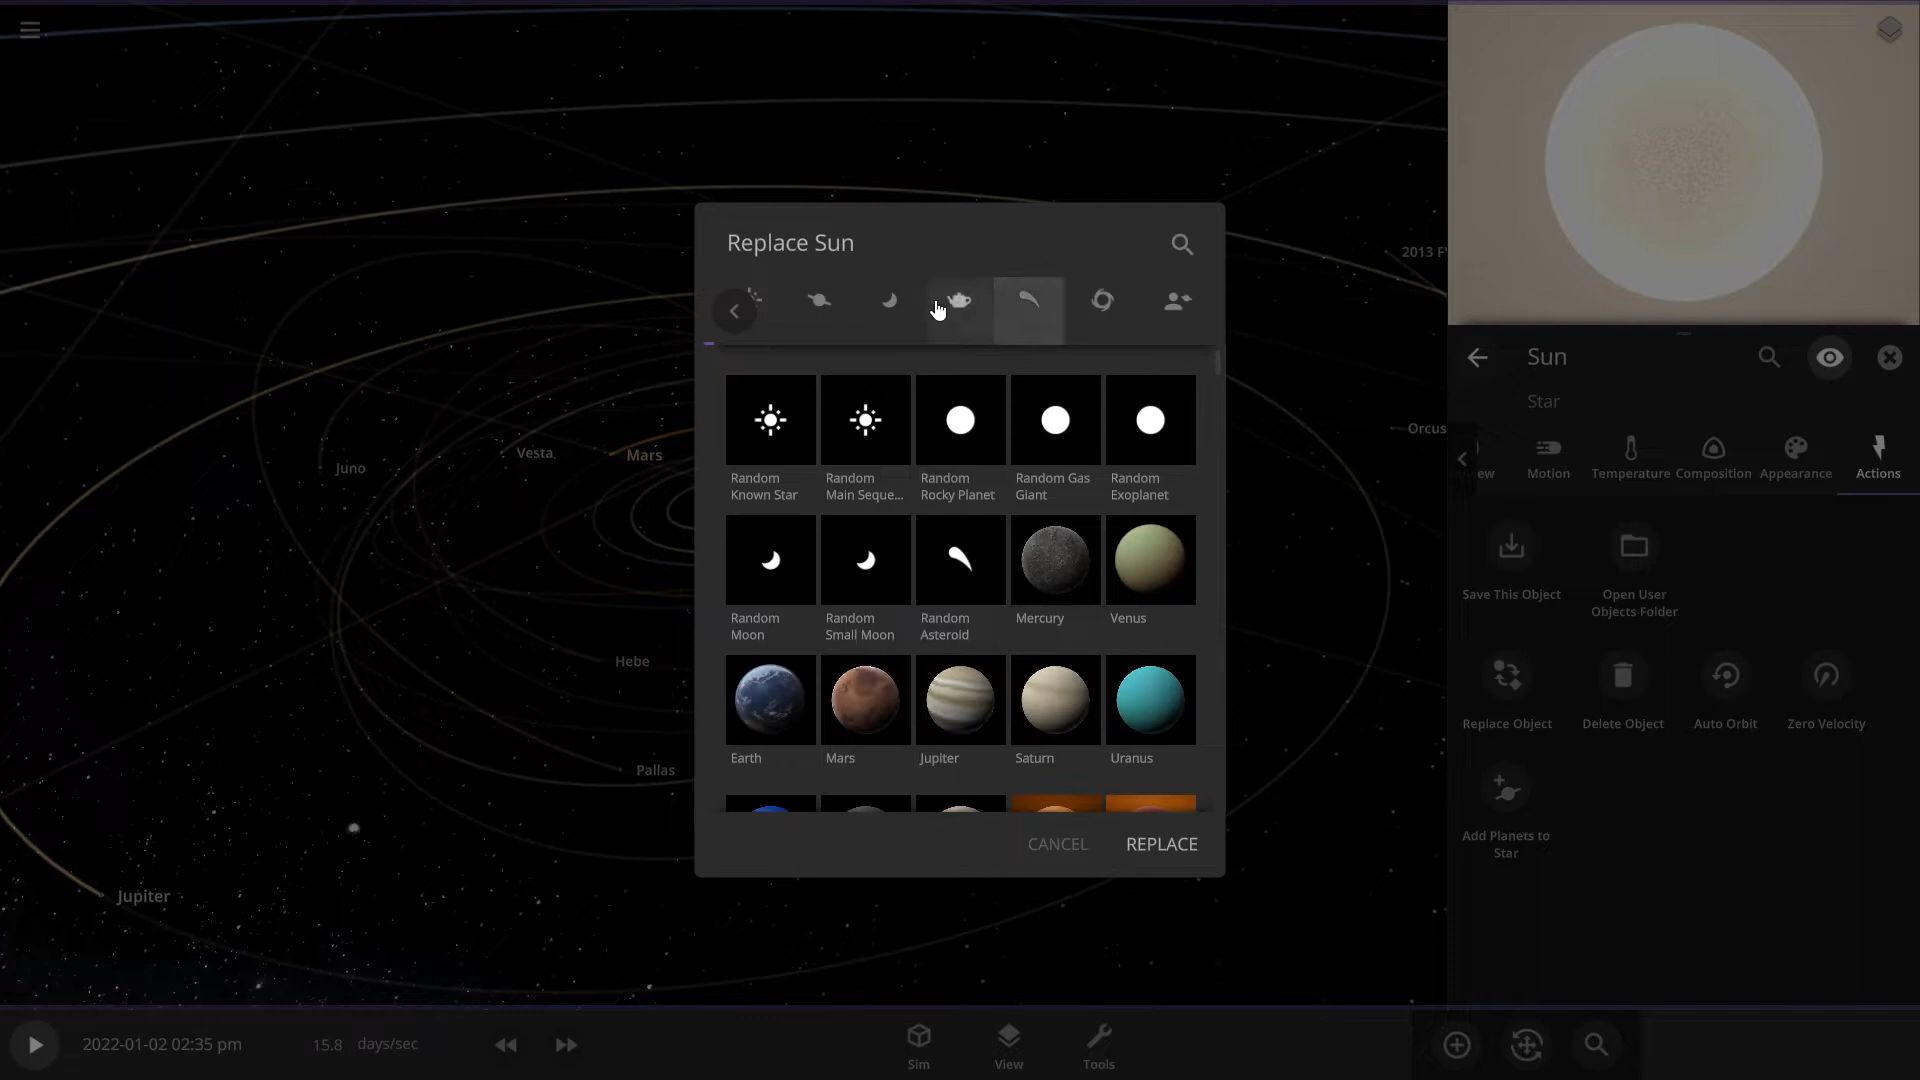 2013 F
Juno
Vesta
Mars
Orcus
Hebe
Pallas
Jupiter
Replace Sun
Random
Known Star
Random
Main Seque...
Random
Rocky Planet
Random Gas
Giant
Random
Exoplanet
Random
Moon
Random
Small Moon
Random
Asteroid
Mercury
Venus
Earth
Mars
Jupiter
Saturn
Uranus
CANCEL
REPLACE
Sun
Star
ew
Motion
Temperature
Composition
Appearance
Actions
Save This Object
Open User
Objects Folder
Replace Object
Delete Object
Auto Orbit
Zero Velocity
Add Planets to
Star
2022-01-02 02:35 pm
15.8 days/sec
Sim
View
Tools